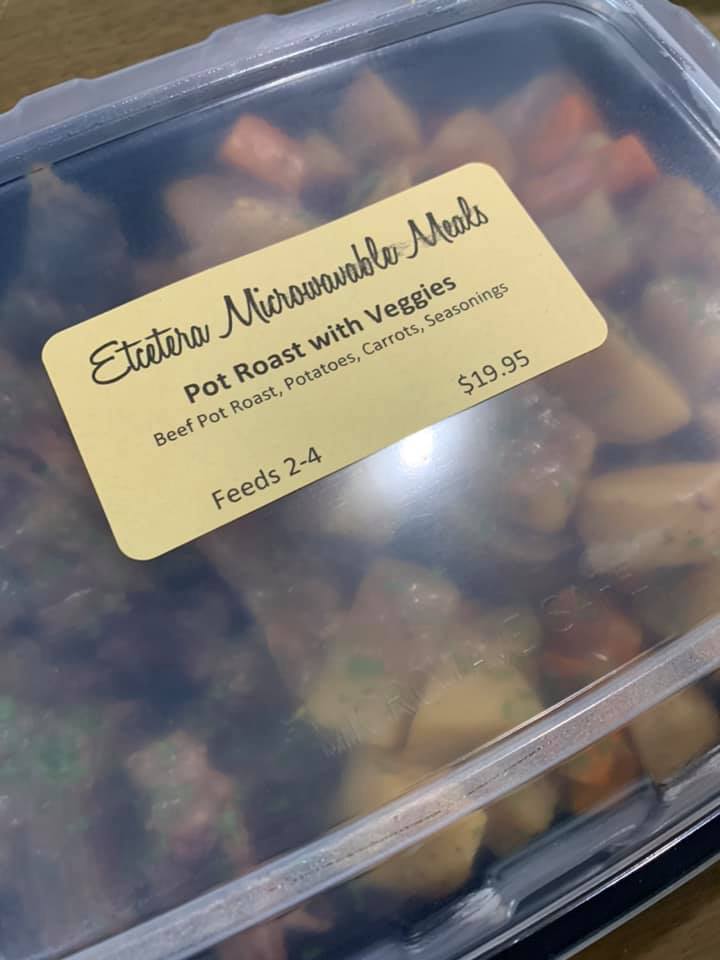 Etcetera Microwavable Meals
Pot Roast with Veggies
Beef Pot Roast, Potatoes, Carrots, Seasonings
$19.95
Feeds 2-4